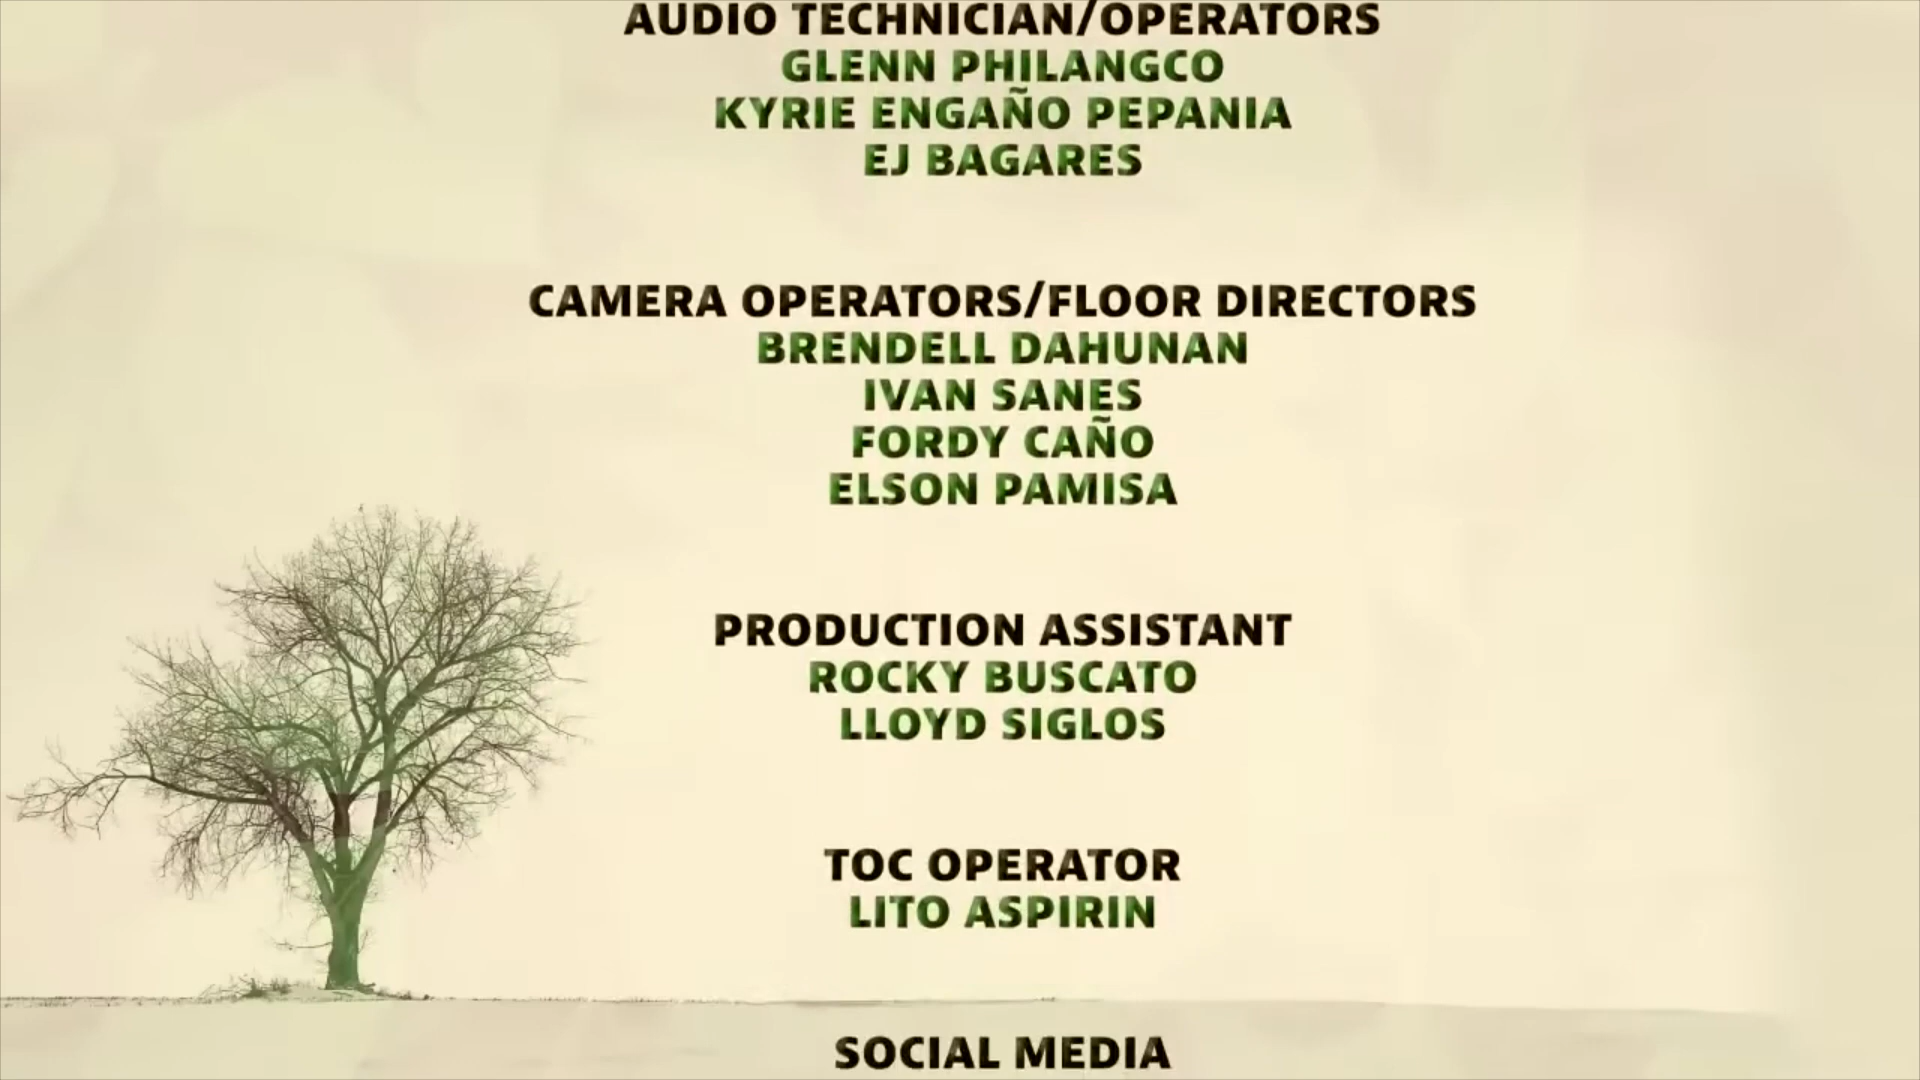 AUDIO TECHNICIAN/OPERATORS
GLENN PHILANGCO
KYRIE ENGAÑO PEPANIA
EJ BAGARES
CAMERA OPERATORS/FLOOR DIRECTORS
BRENDELL DAHUNAN
IVAN SANES
FORDY CAÑO
ELSON PAMISA
PRODUCTION ASSISTANT
ROCKY BUSCATO
LLOYD SIGLOS
TOC OPERATOR
LITO ASPIRIN
SOCIAL MEDIA